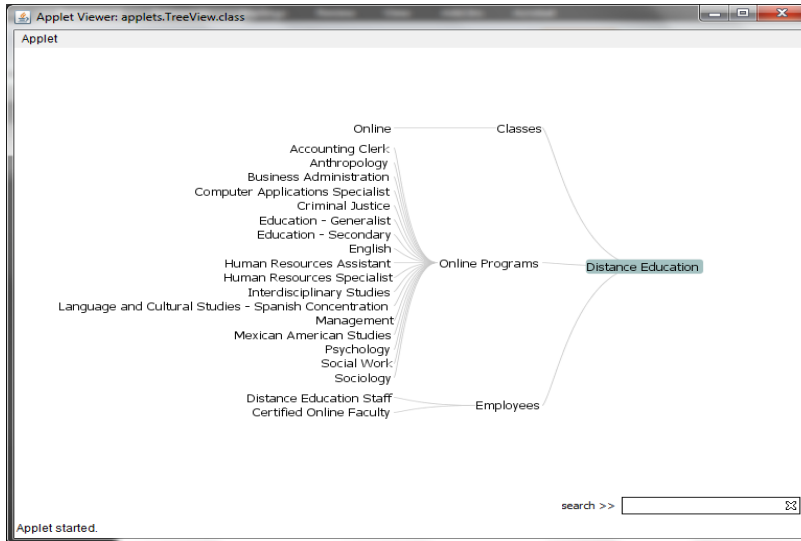 Applet Viewer: applets.TreeView.class
Applet
Online
Classes
Accounting Clerk
Anthropology
Business Administration
Computer Applications Specialist
Criminal Justice
Education - Generalist
Education - Secondary
English
Human Resources Assistant
Online Programs
Distance Education
Human Resources Specialist
Interdisciplinary Studies
Language and Cultural Studies - Spanish Concentration
Management
Mexican American Studies
Psychology
Social Work
Sociology
Distance Education Staff
Employees
Certified Online Faculty
search >>
Applet started.